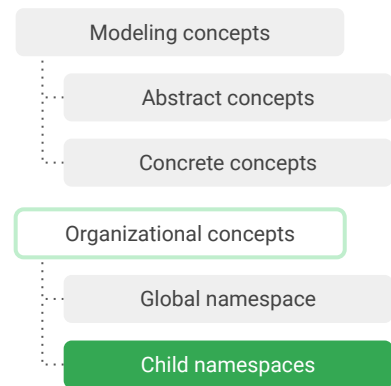 Modeling concepts
Abstract concepts
Concrete concepts
Organizational concepts
Global namespace
Child namespaces